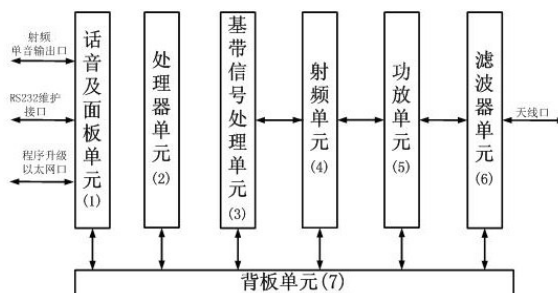 射频
单音输出口
RS232维护
接口
程序升级
以太网口
话音及面板单元
(1)
处理器单元
(2)
基带信号处理单元
(3)
射频单元
(4)
功放单元
(5)
滤波器单元
(6)
天线口
背板单元(7)